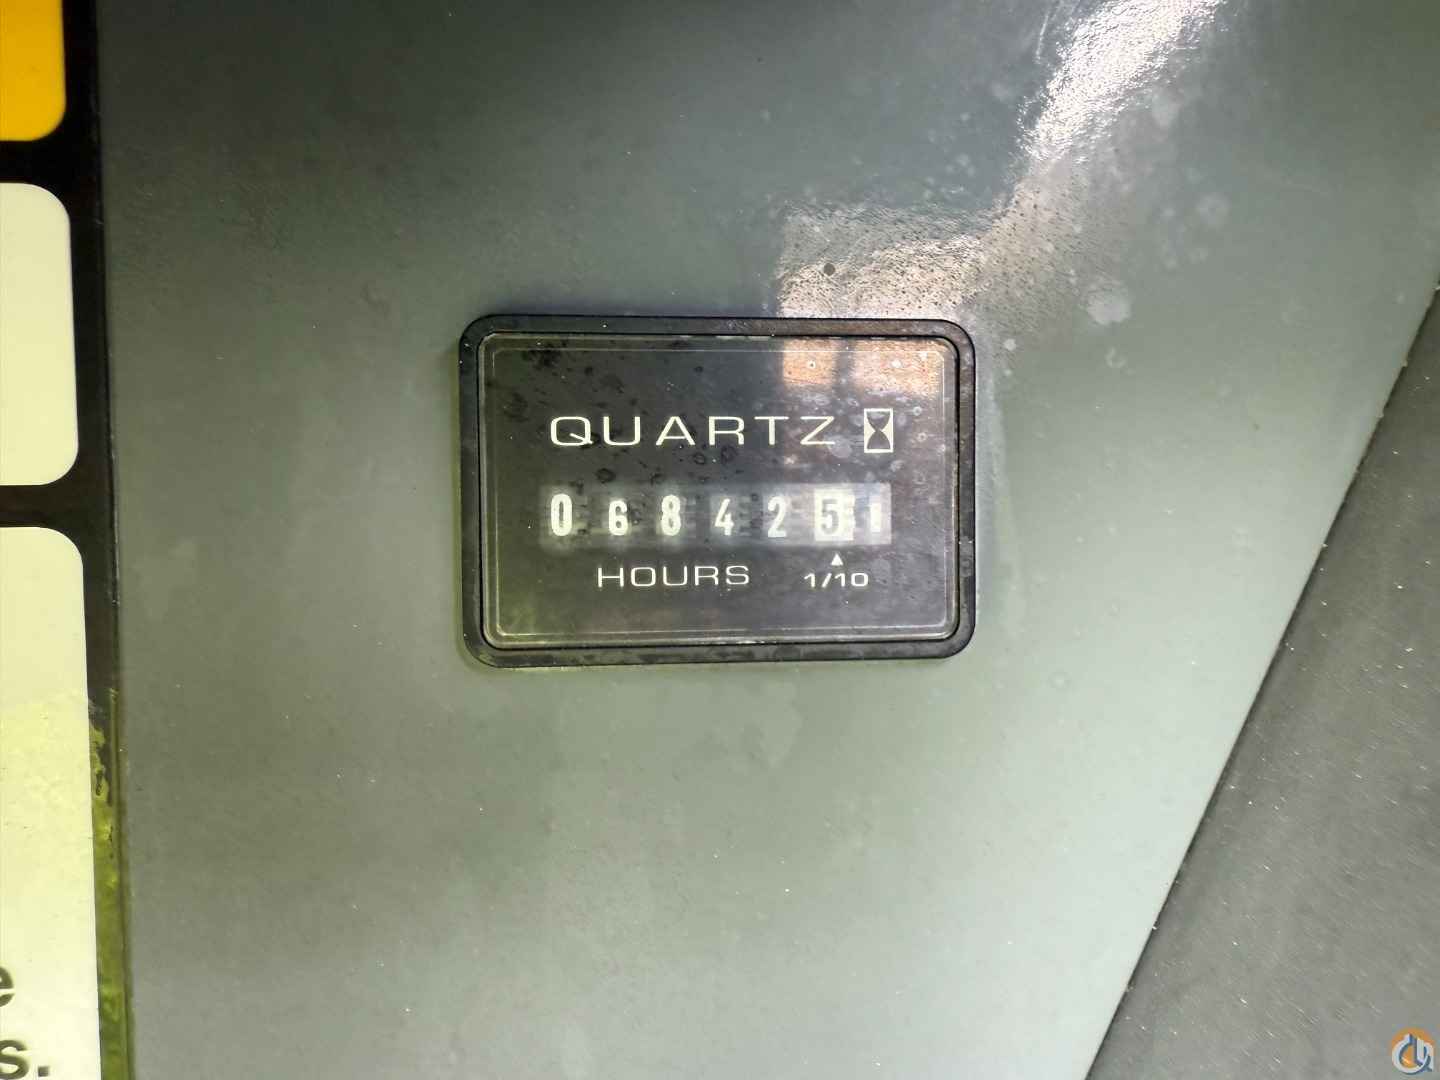 QUARTZ
0684251
HOURS 1/10
e
s.